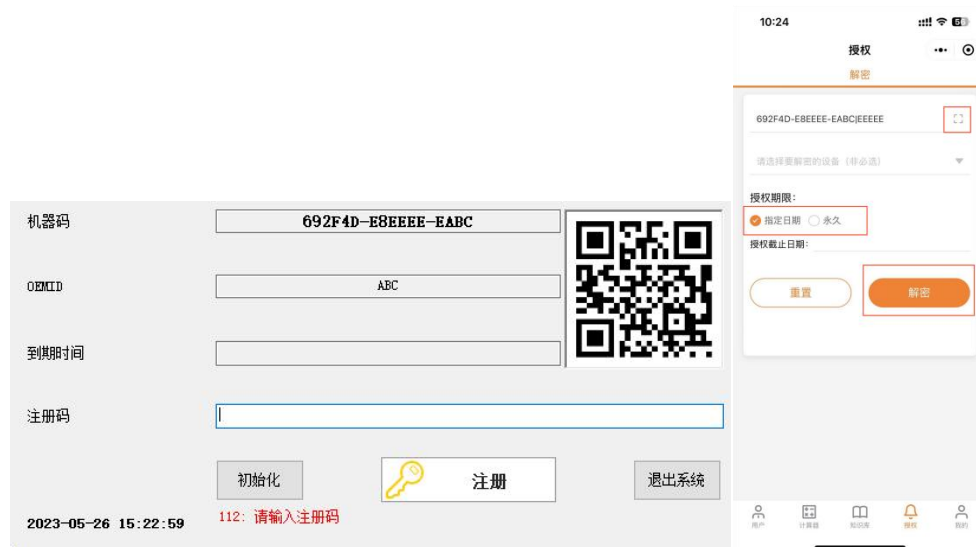 机器码
692F4D-E8EEEE-EABC
OEMID
ABC
到期时间
注册码
初始化
注册
退出系统
2023-05-26 15:22:59
112: 请输入注册码
10:24
授权
解密
692F4D-E8EEEE-EABC|EEEEE
请选择要解密的设备（非必选）
授权期限：
指定日期
永久
授权截止日期：
重置
解密
用户
计算器
知识库
授权
我的